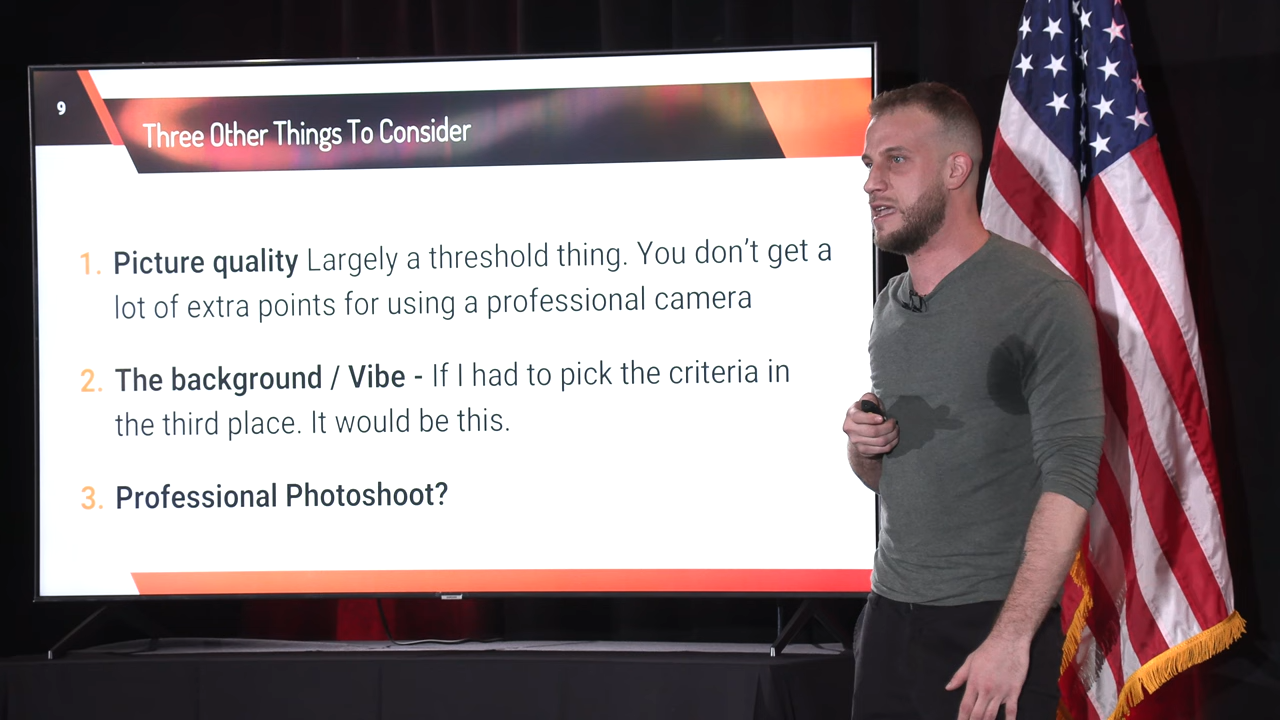 9
Three Other Things To Consider
1. Picture quality Largely a threshold thing. You don't get a
lot of extra points for using a professional camera
2. The background / Vibe - If I had to pick the criteria in
the third place. It would be this.
3. Professional Photoshoot?